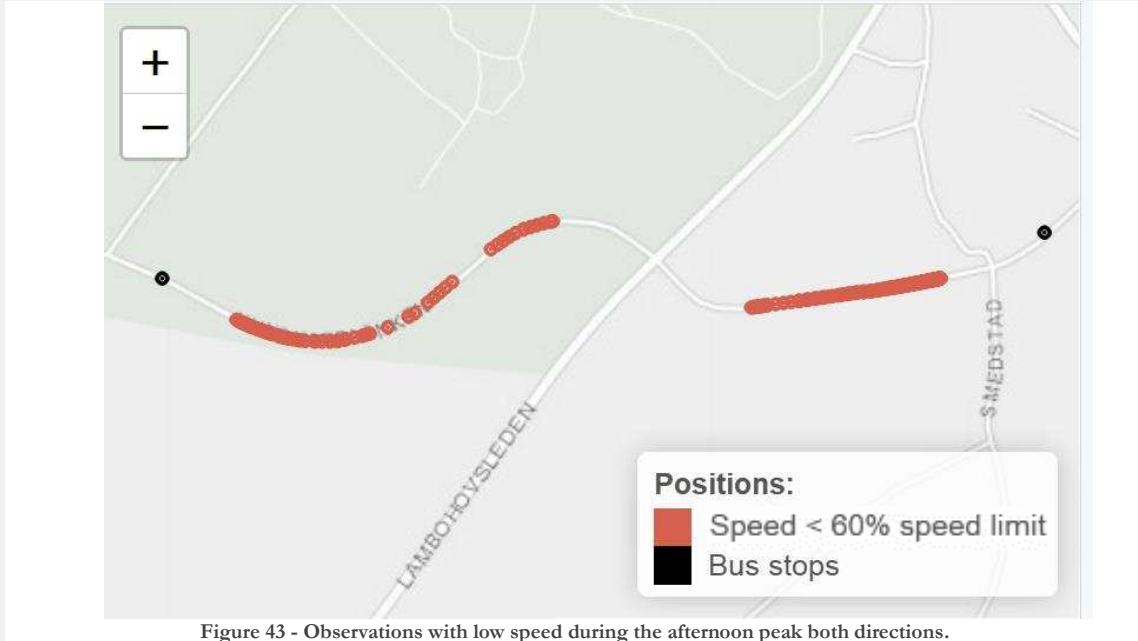 +
−
LAMBOHOVSLEDEN
SMEDSTAD
Positions:
Speed < 60% speed limit
Bus stops
Figure 43 - Observations with low speed during the afternoon peak both directions.